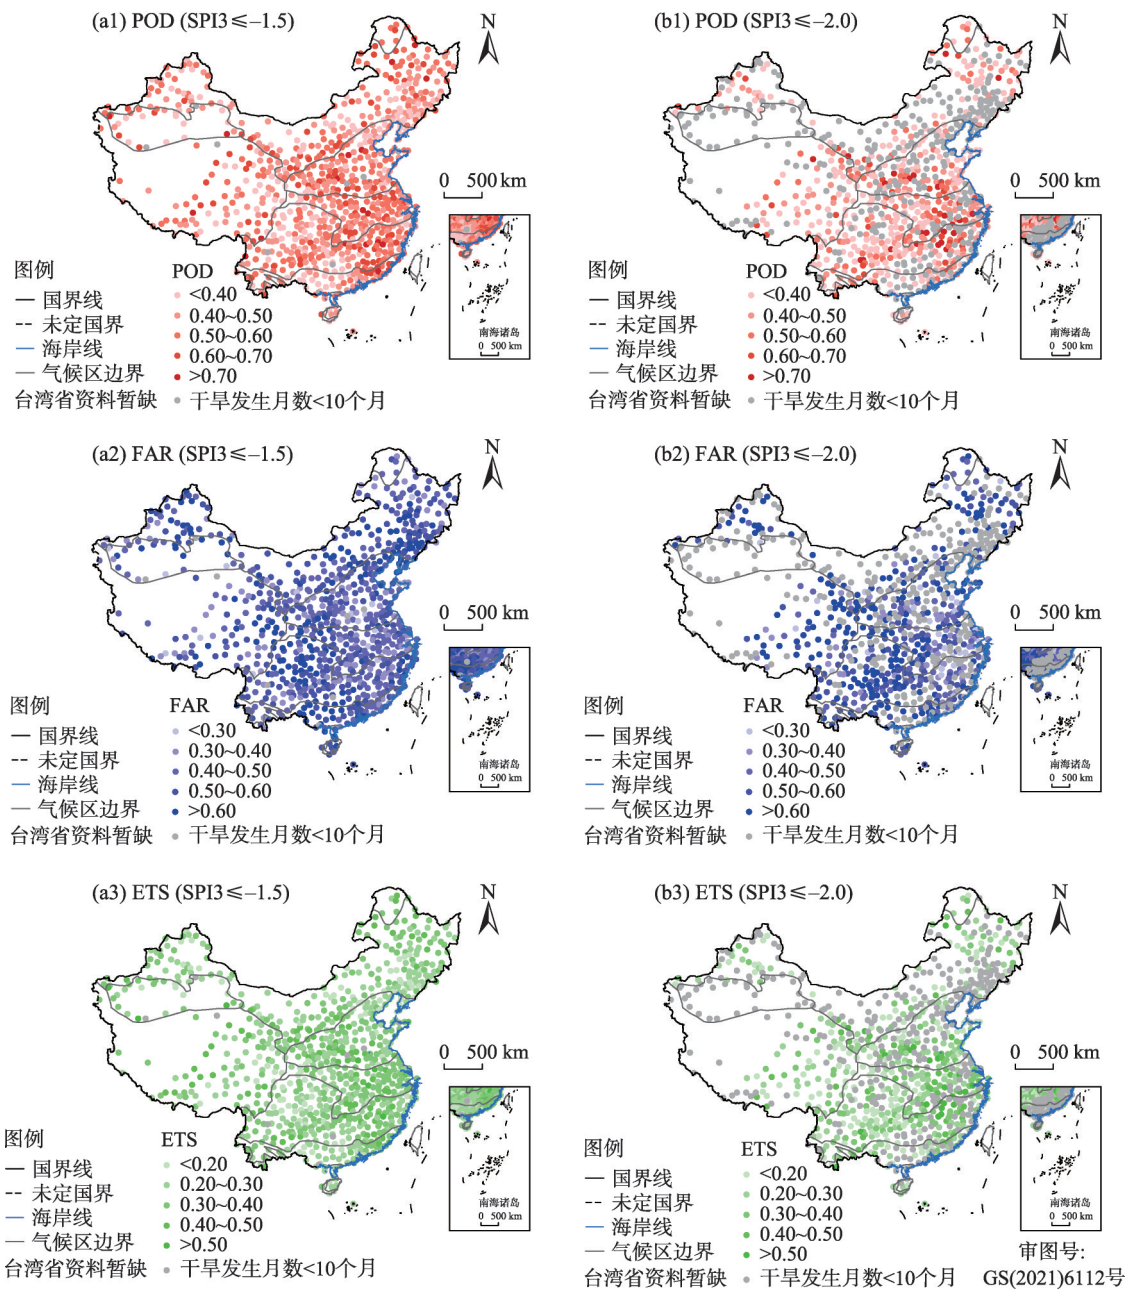 (a1) POD (SPI3≤–1.5)
N
0 500 km
图例
国界线
未定国界
海岸线
气候区边界
台湾省资料暂缺
POD
<0.40
0.40~0.50
0.50~0.60
0.60~0.70
>0.70
干旱发生月数<10个月
南海诸岛
0 500 km
(b1) POD (SPI3≤–2.0)
N
0 500 km
图例
国界线
未定国界
海岸线
气候区边界
台湾省资料暂缺
POD
<0.40
0.40~0.50
0.50~0.60
0.60~0.70
>0.70
干旱发生月数<10个月
南海诸岛
0 500 km
(a2) FAR (SPI3≤–1.5)
N
0 500 km
图例
国界线
未定国界
海岸线
气候区边界
台湾省资料暂缺
FAR
<0.30
0.30~0.40
0.40~0.50
0.50~0.60
>0.60
干旱发生月数<10个月
南海诸岛
0 500 km
(b2) FAR (SPI3≤–2.0)
N
0 500 km
图例
国界线
未定国界
海岸线
气候区边界
台湾省资料暂缺
FAR
<0.30
0.30~0.40
0.40~0.50
0.50~0.60
>0.60
干旱发生月数<10个月
南海诸岛
0 500 km
(a3) ETS (SPI3≤–1.5)
N
0 500 km
图例
国界线
未定国界
海岸线
气候区边界
台湾省资料暂缺
ETS
<0.20
0.20~0.30
0.30~0.40
0.40~0.50
>0.50
干旱发生月数<10个月
南海诸岛
0 500 km
(b3) ETS (SPI3≤–2.0)
N
0 500 km
图例
国界线
未定国界
海岸线
气候区边界
台湾省资料暂缺
ETS
<0.20
0.20~0.30
0.30~0.40
0.40~0.50
>0.50
干旱发生月数<10个月
南海诸岛
0 500 km
审图号:
GS(2021)6112号